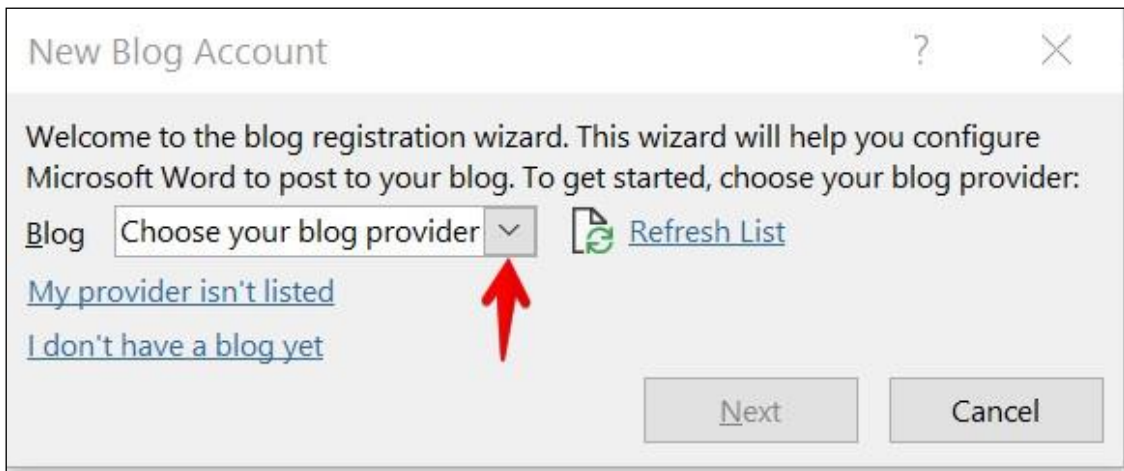 New Blog Account
Welcome to the blog registration wizard. This wizard will help you configure
Microsoft Word to post to your blog. To get started, choose your blog provider:
Blog Choose your blog provider Refresh List
My provider isn't listed
I don't have a blog yet
Next Cancel